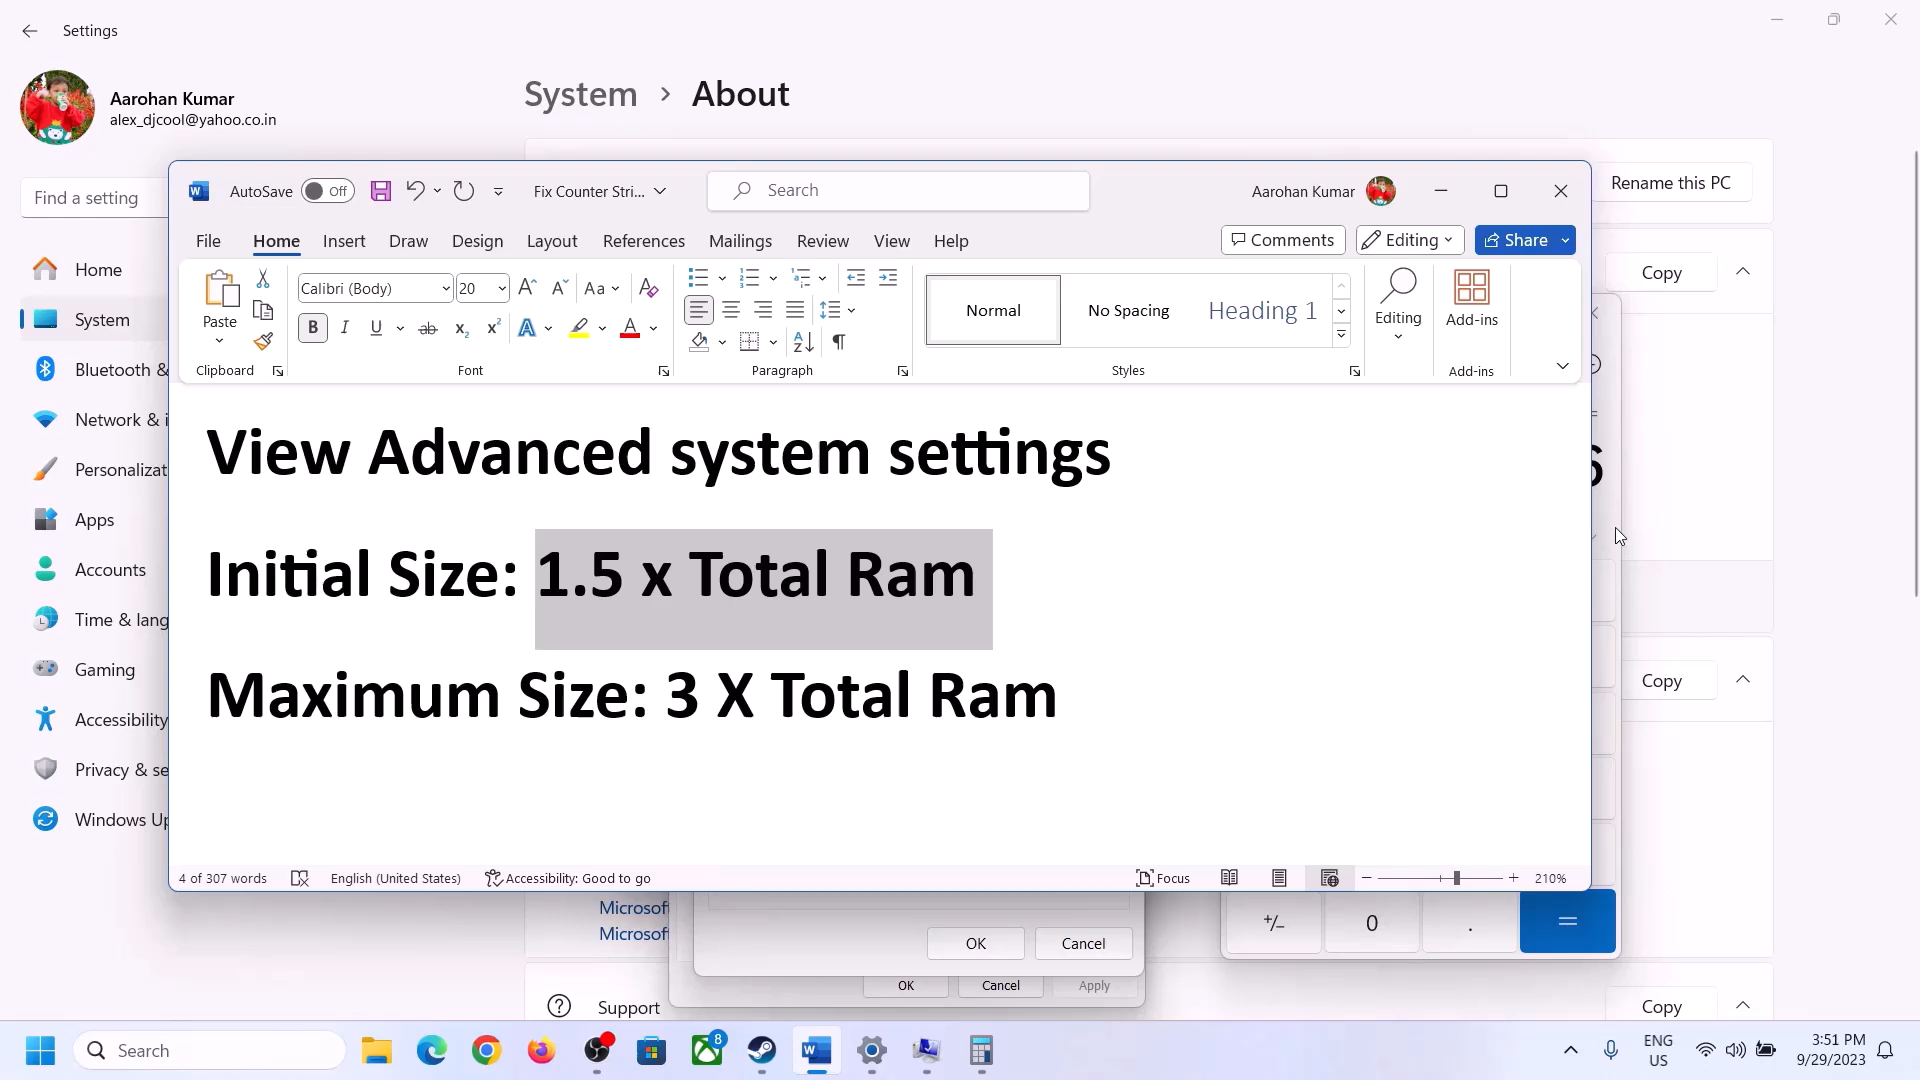 Settings
Aarohan Kumar
alex_djcool@yahoo.co.in
Find a setting
Home
System
Bluetooth &
Network &
Personalizat
Apps
Accounts
Time & lang
Gaming
Accessibility
Privacy & se
Windows Up
System > About
Rename this PC
Copy
Copy
Copy
AutoSave Off
Fix Counter Stri...
Search
Aarohan Kumar
File Home Insert Draw Design Layout References Mailings Review View Help
Comments Editing Share
Paste
Calibri (Body) 20
Normal No Spacing Heading 1
Editing Add-ins
Clipboard Font Paragraph Styles Add-ins
View Advanced system settings
Initial Size: 1.5 x Total Ram
Maximum Size: 3 X Total Ram
4 of 307 words
English (United States)
Accessibility: Good to go
Focus
210%
Microsof
Microsof
OK Cancel
OK Cancel Apply
+/- 0 . =
Support
Search
8
ENG
US
3:51 PM
9/29/2023